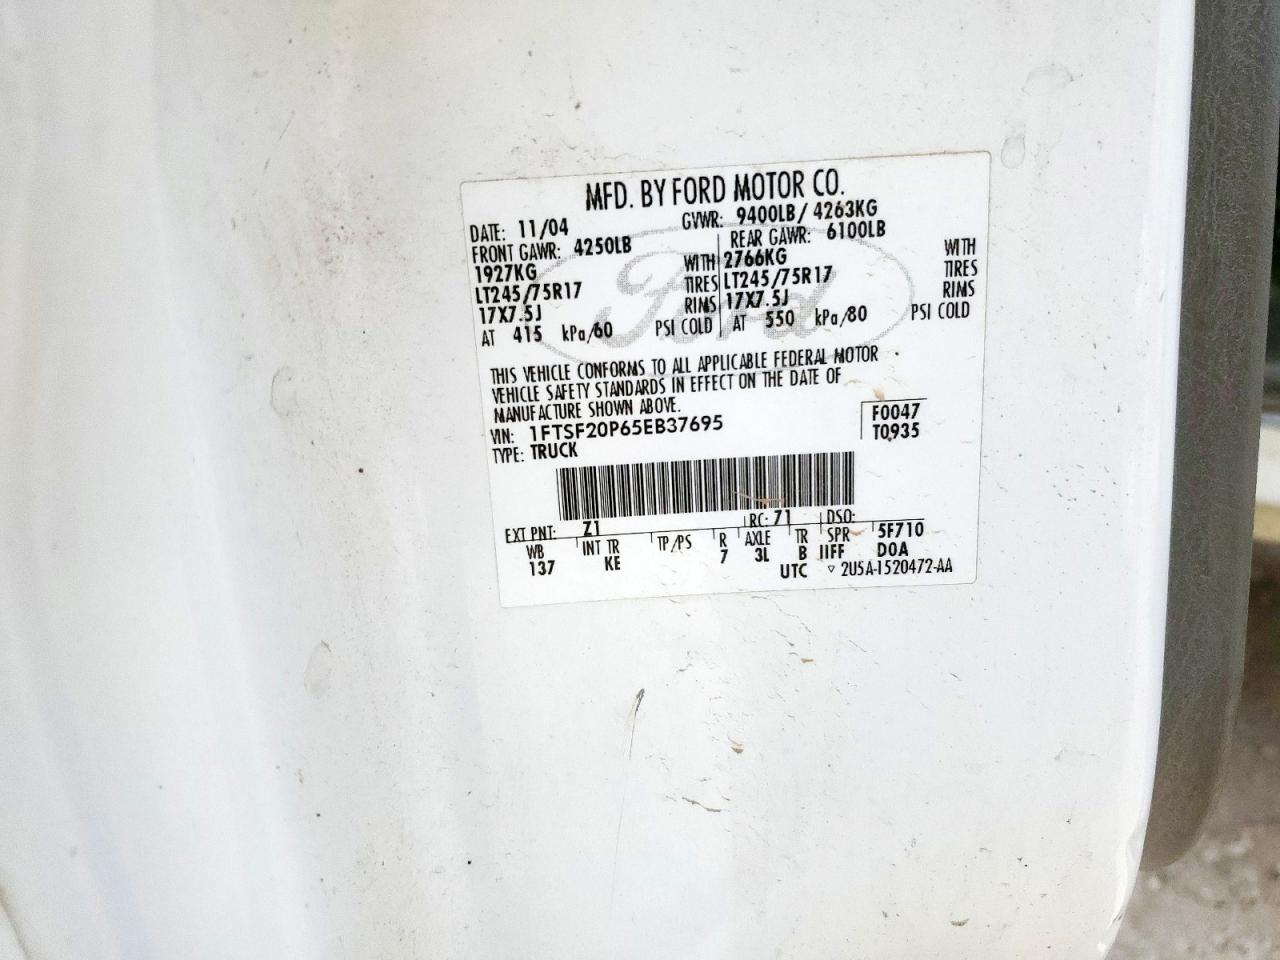 MFD. BY FORD MOTOR CO.
DATE: 11/04 GVWR: 9400LB/ 4263KG
FRONT GAWR: 4250LB REAR GAWR: 6100LB
1927KG WITH 2766KG WITH
LT245/75R17 TIRES LT245/75R17 TIRES
17X7.5J RIMS 17X7.5J RIMS
AT 415 kPa/60 PSI COLD AT 550 kPa/80 PSI COLD
Ford
THIS VEHICLE CONFORMS TO ALL APPLICABLE FEDERAL MOTOR
VEHICLE SAFETY STANDARDS IN EFFECT ON THE DATE OF
MANUFACTURE SHOWN ABOVE.
VIN: 1FTSF20P65EB37695 F0047
TYPE: TRUCK T0935
EXT PNT: Z1 RC: 71 DSO:
WB INT TR TP/PS R AXLE TR SPR 5F710
137 KE 7 3L B IIFF DOA
UTC ▽ 2U5A-1520472-AA